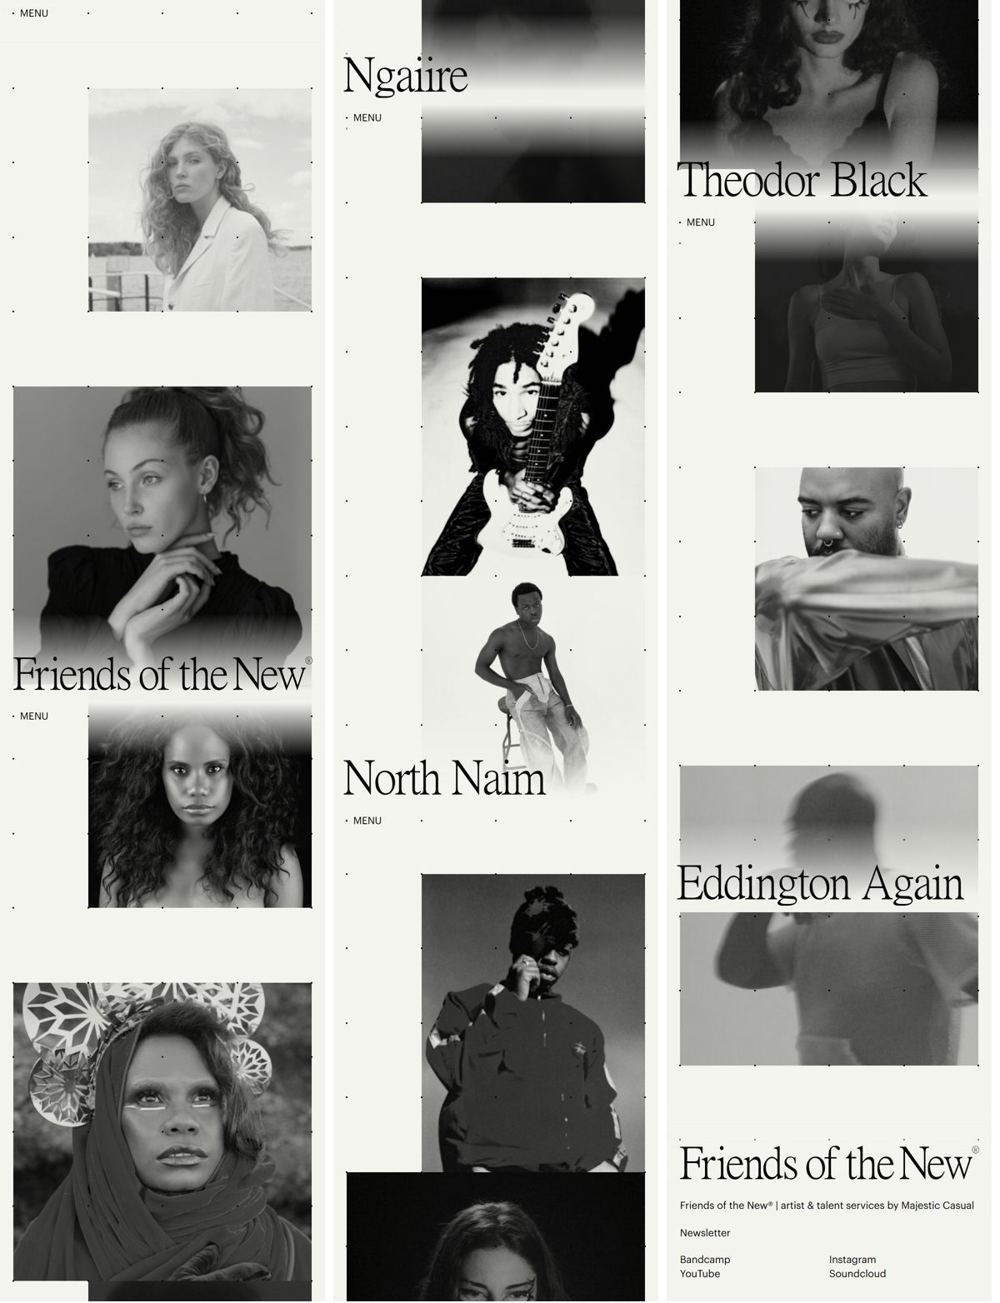 MENU
Friends of the New®
MENU
Ngaiire
MENU
North Naim
MENU
Theodor Black
MENU
Eddington Again
Friends of the New®
Friends of the New® | artist & talent services by Majestic Casual
Newsletter
Bandcamp Instagram
YouTube Soundcloud